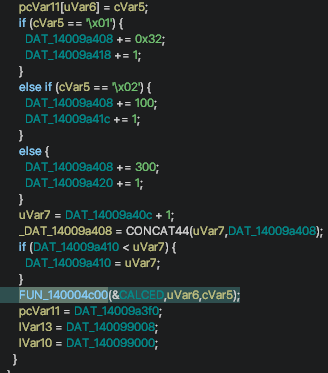 pcVar11[uVar6] = cVar5;
if (cVar5 == '\x01') {
DAT_14009a408 += 0x32;
DAT_14009a418 += 1;
}
else if (cVar5 == '\x02') {
DAT_14009a408 += 100;
DAT_14009a41c += 1;
}
else {
DAT_14009a408 += 300;
DAT_14009a420 += 1;
}
uVar7 = DAT_14009a40c + 1;
_DAT_14009a408 = CONCAT44(uVar7,DAT_14009a408);
if (DAT_14009a410 < uVar7) {
DAT_14009a410 = uVar7;
}
FUN_140004c00(&CALCED,uVar6,cVar5);
pcVar11 = DAT_14009a3f0;
lVar13 = DAT_140099008;
lVar10 = DAT_140099000;
}
}